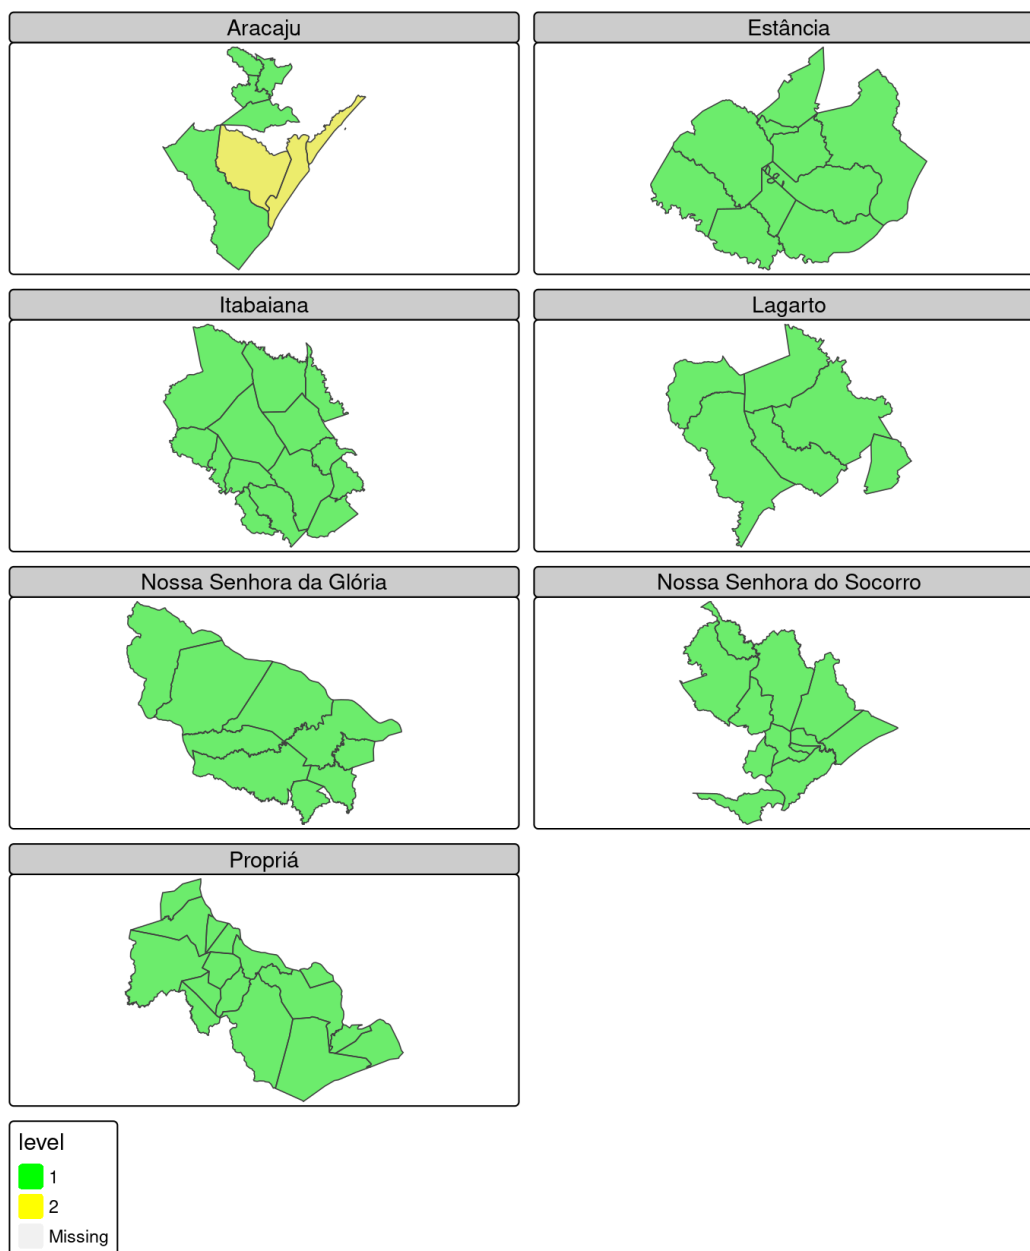 Aracaju
Estância
Itabaiana
Lagarto
Nossa Senhora da Glória
Nossa Senhora do Socorro
Propriá
level
1
2
Missing